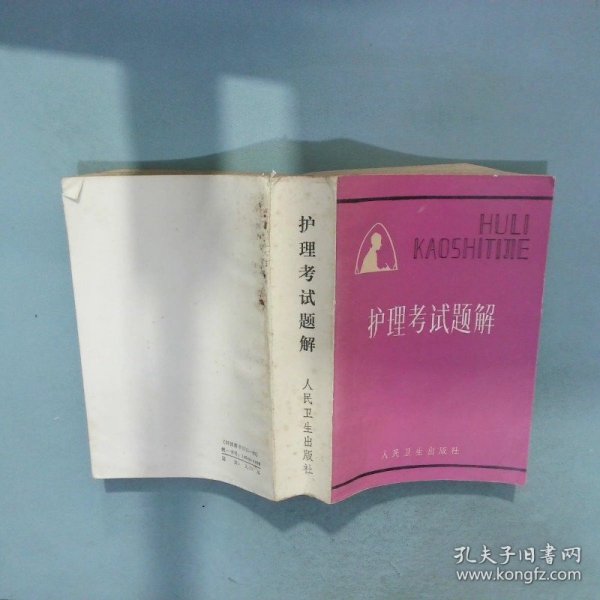 HULI
KAOSHITIJIE
护理考试题解
人民卫生出版社
护理考试题解
人民卫生出版社
孔夫子旧书网
www.kongfz.com